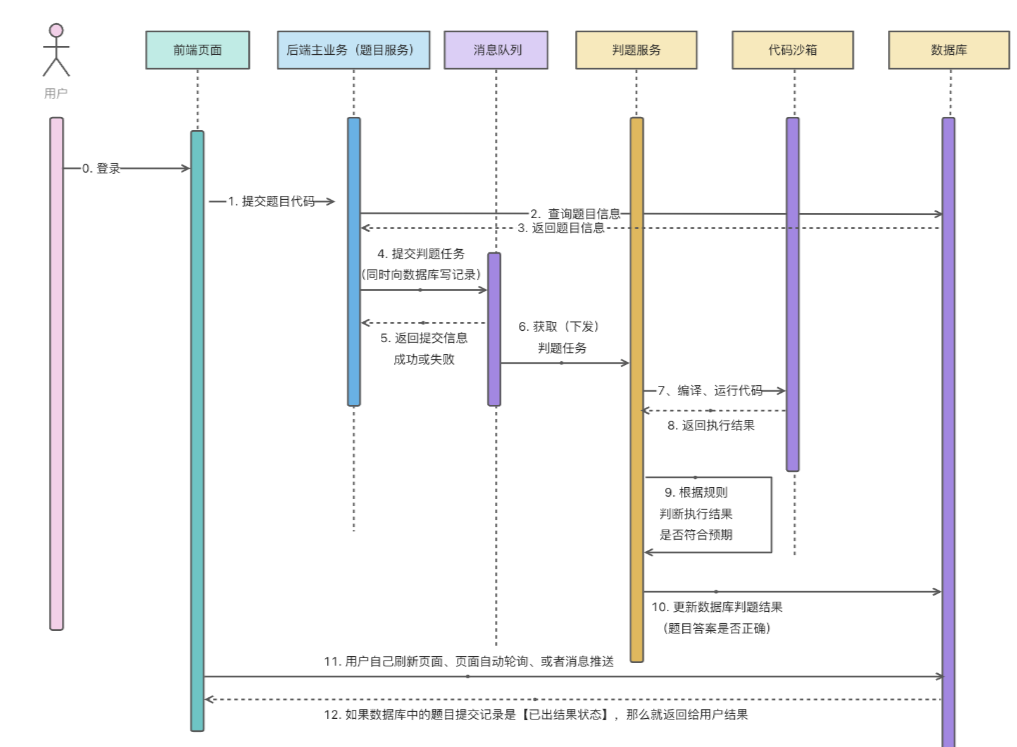 前端页面
后端主业务（题目服务）
消息队列
判题服务
代码沙箱
数据库
用户
0. 登录
1. 提交题目代码
2. 查询题目信息
3. 返回题目信息
4. 提交判题任务
（同时向数据库写记录）
5. 返回提交信息
成功或失败
6. 获取（下发）
判题任务
7、编译、运行代码
8. 返回执行结果
9. 根据规则
判断执行结果
是否符合预期
10. 更新数据库判题结果
（题目答案是否正确）
11. 用户自己刷新页面、页面自动轮询、或者消息推送
12. 如果数据库中的题目提交记录是【已出结果状态】，那么就返回给用户结果